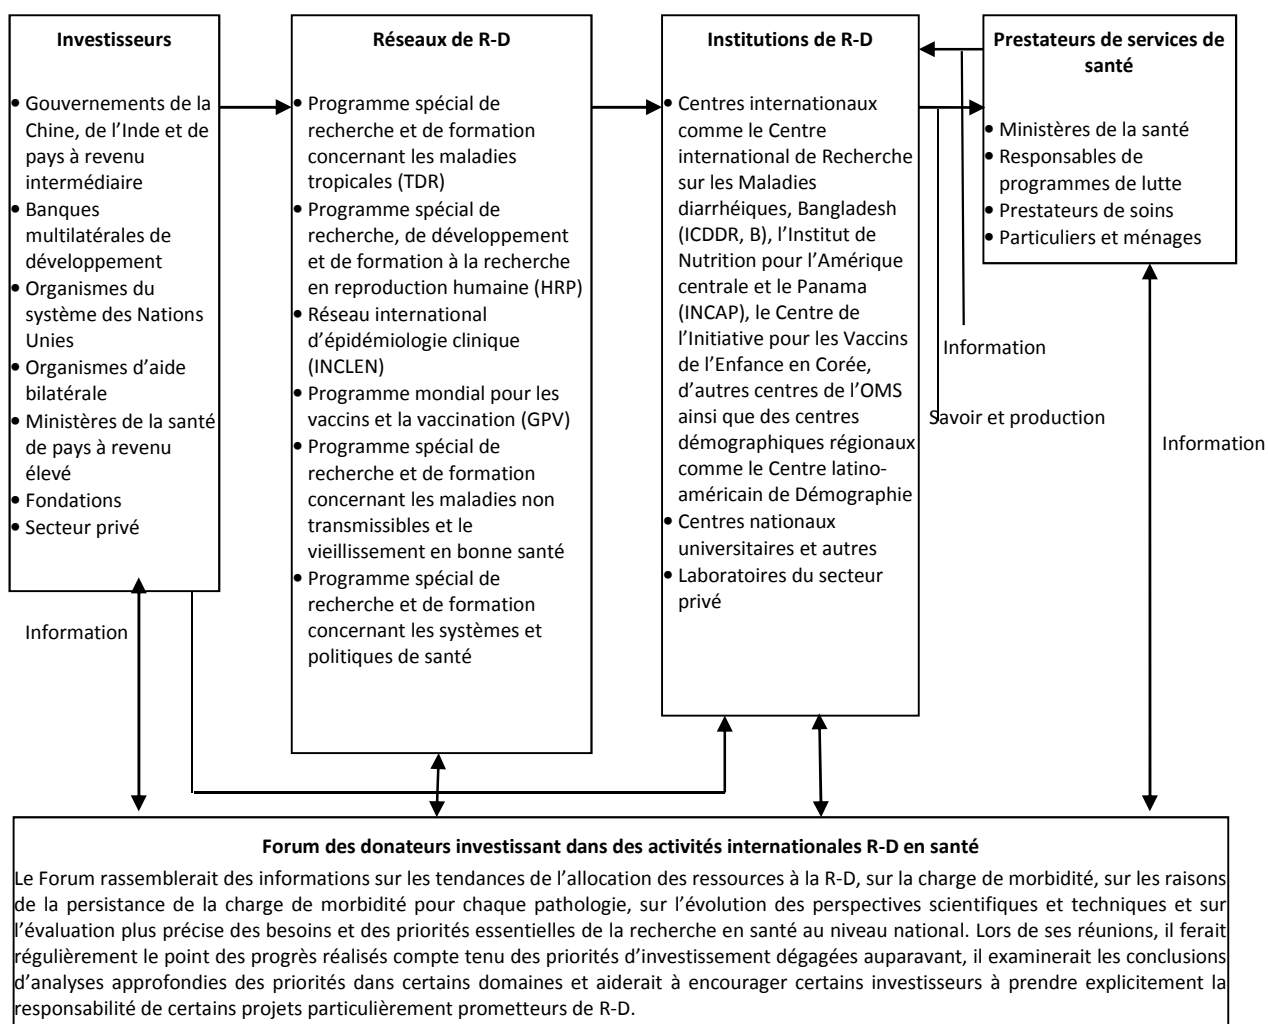 Investisseurs
• Gouvernements de la
Chine, de l’Inde et de
pays à revenu
intermédiaire
• Banques
multilatérales de
développement
• Organismes du
système des Nations
Unies
• Organismes d’aide
bilatérale
• Ministères de la santé
de pays à revenu
élevé
• Fondations
• Secteur privé
Réseaux de R-D
• Programme spécial de
recherche et de formation
concernant les maladies
tropicales (TDR)
• Programme spécial de
recherche, de développement
et de formation à la recherche
en reproduction humaine (HRP)
• Réseau international
d’épidémiologie clinique
(INCLEN)
• Programme mondial pour les
vaccins et la vaccination (GPV)
• Programme spécial de
recherche et de formation
concernant les maladies non
transmissibles et le
vieillissement en bonne santé
• Programme spécial de
recherche et de formation
concernant les systèmes et
politiques de santé
Institutions de R-D
• Centres internationaux
comme le Centre
international de Recherche
sur les Maladies
diarrhéiques, Bangladesh
(ICDDR, B), l’Institut de
Nutrition pour l’Amérique
centrale et le Panama
(INCAP), le Centre de
l’Initiative pour les Vaccins
de l’Enfance en Corée,
d’autres centres de l’OMS
ainsi que des centres
démographiques régionaux
comme le Centre latino-
américain de Démographie
• Centres nationaux
universitaires et autres
• Laboratoires du secteur
privé
Prestateurs de services de
santé
• Ministères de la santé
• Responsables de
programmes de lutte
• Prestateurs de soins
• Particuliers et ménages
Information
Savoir et production
Information
Information
Forum des donateurs investissant dans des activités internationales R-D en santé
Le Forum rassemblerait des informations sur les tendances de l’allocation des ressources à la R-D, sur la charge de morbidité, sur les raisons
de la persistance de la charge de morbidité pour chaque pathologie, sur l’évolution des perspectives scientifiques et techniques et sur
l’évaluation plus précise des besoins et des priorités essentielles de la recherche en santé au niveau national. Lors de ses réunions, il ferait
régulièrement le point des progrès réalisés compte tenu des priorités d’investissement dégagées auparavant, il examinerait les conclusions
d’analyses approfondies des priorités dans certains domaines et aiderait à encourager certains investisseurs à prendre explicitement la
responsabilité de certains projets particulièrement prometteurs de R-D.